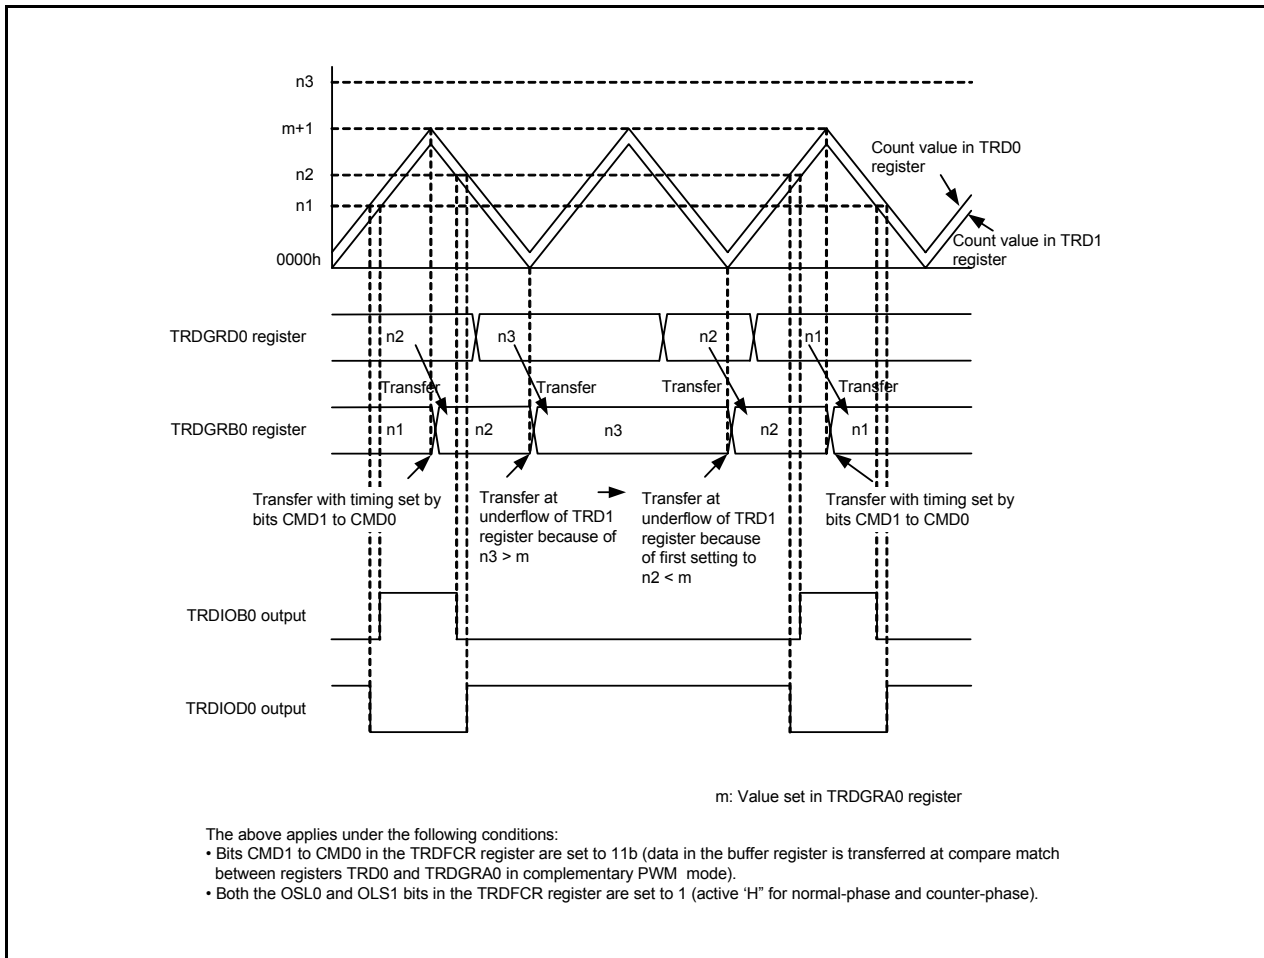 n3
m+1
n2
n1
0000h
Count value in TRD0
register
Count value in TRD1
register
TRDGRD0 register
n2
n3
n2
n1
Transfer
Transfer
Transfer
Transfer
TRDGRB0 register
n1
n2
n3
n2
n1
Transfer with timing set by
bits CMD1 to CMD0
Transfer at
underflow of TRD1
register because of
n3 > m
Transfer at
underflow of TRD1
register because
of first setting to
n2 < m
Transfer with timing set by
bits CMD1 to CMD0
TRDIOB0 output
TRDIOD0 output
m: Value set in TRDGRA0 register
The above applies under the following conditions:
• Bits CMD1 to CMD0 in the TRDFCR register are set to 11b (data in the buffer register is transferred at compare match
between registers TRD0 and TRDGRA0 in complementary PWM mode).
• Both the OSL0 and OLS1 bits in the TRDFCR register are set to 1 (active ‘H” for normal-phase and counter-phase).